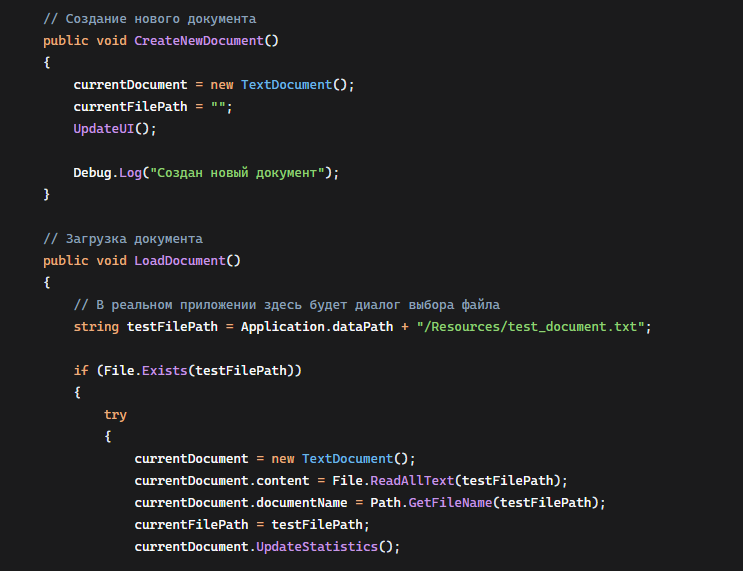 // Создание нового документа
public void CreateNewDocument()
{
currentDocument = new TextDocument();
currentFilePath = "";
UpdateUI();
Debug.Log("Создан новый документ");
}
// Загрузка документа
public void LoadDocument()
{
// В реальном приложении здесь будет диалог выбора файла
string testFilePath = Application.dataPath + "/Resources/test_document.txt";
if (File.Exists(testFilePath))
{
try
{
currentDocument = new TextDocument();
currentDocument.content = File.ReadAllText(testFilePath);
currentDocument.documentName = Path.GetFileName(testFilePath);
currentFilePath = testFilePath;
currentDocument.UpdateStatistics();